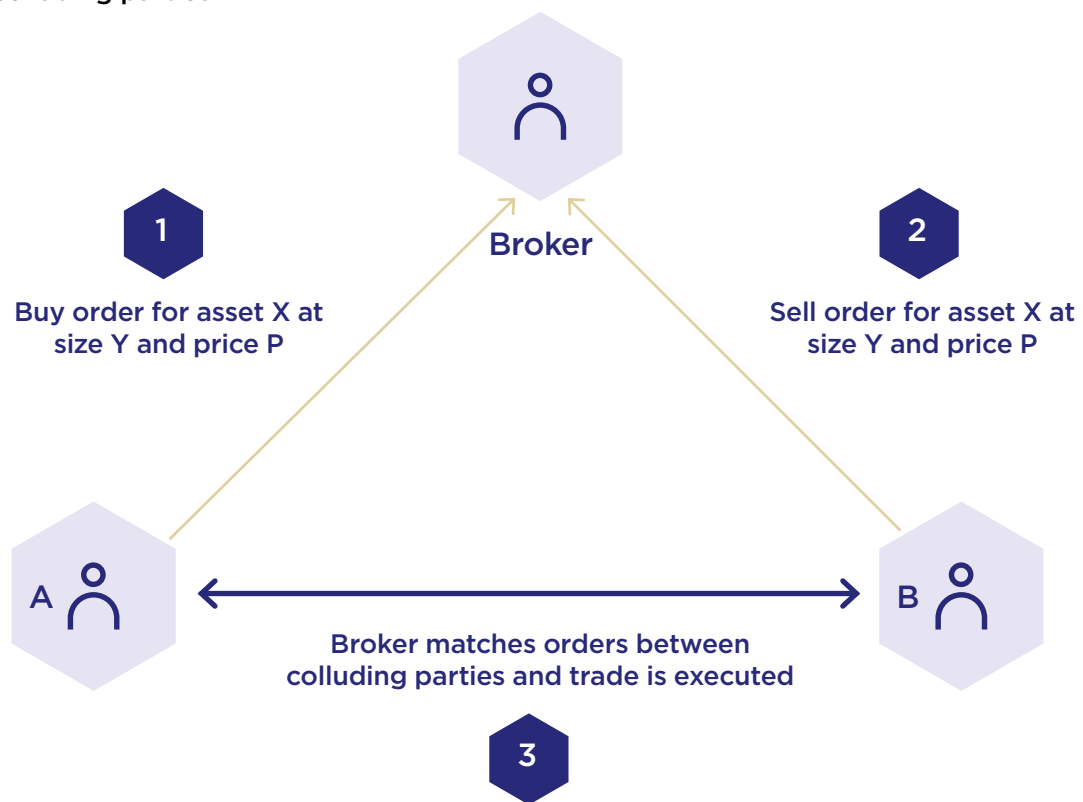 1
2
Broker
Buy order for asset X at
size Y and price P
Sell order for asset X at
size Y and price P
A
B
Broker matches orders between
colluding parties and trade is executed
3